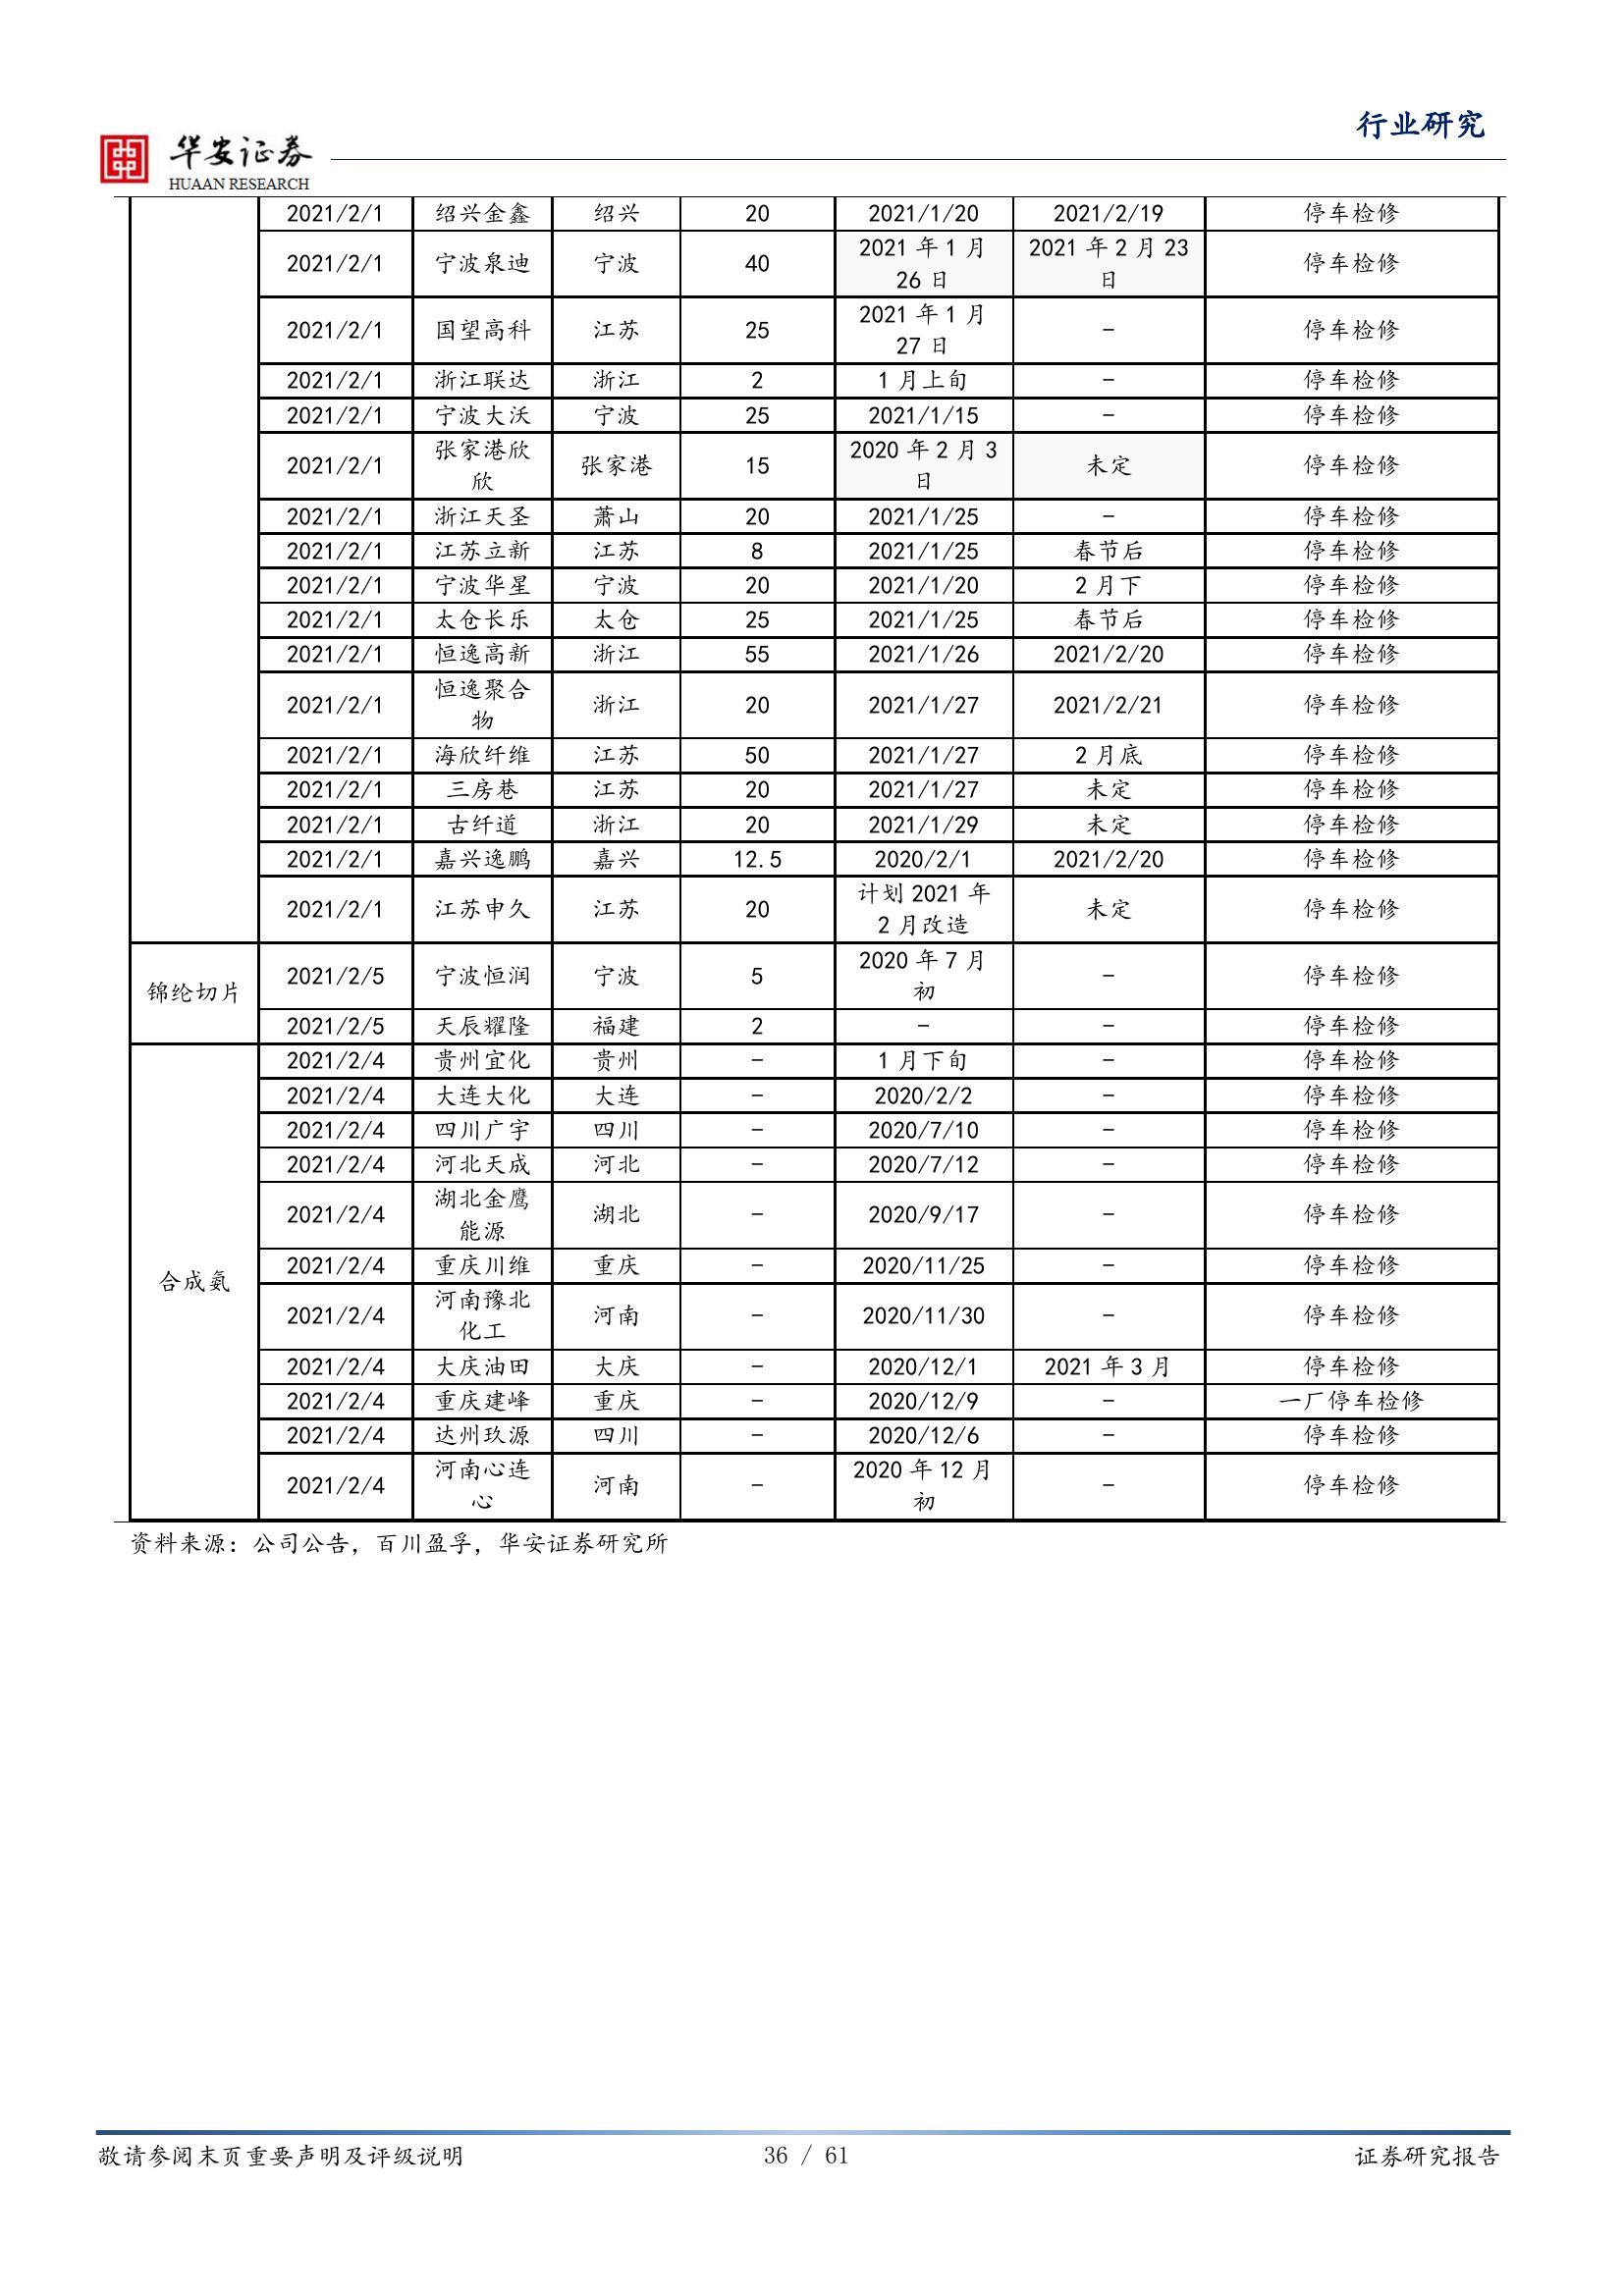 行业研究
华安证券
HUAAN RESEARCH
2021/2/1 绍兴金鑫 绍兴 20 2021/1/20 2021/2/19 停车检修
2021/2/1 宁波泉迪 宁波 40 2021 年 1 月 26 日 2021 年 2 月 23 日 停车检修
2021/2/1 国望高科 江苏 25 2021 年 1 月 27 日 - 停车检修
2021/2/1 浙江联达 浙江 2 1 月上旬 - 停车检修
2021/2/1 宁波大沃 宁波 25 2021/1/15 - 停车检修
2021/2/1 张家港欣欣 张家港 15 2020 年 2 月 3 日 未定 停车检修
2021/2/1 浙江天圣 萧山 20 2021/1/25 - 停车检修
2021/2/1 江苏立新 江苏 8 2021/1/25 春节后 停车检修
2021/2/1 宁波华星 宁波 20 2021/1/20 2 月下 停车检修
2021/2/1 太仓长乐 太仓 25 2021/1/25 春节后 停车检修
2021/2/1 恒逸高新 浙江 55 2021/1/26 2021/2/20 停车检修
2021/2/1 恒逸聚合物 浙江 20 2021/1/27 2021/2/21 停车检修
2021/2/1 海欣纤维 江苏 50 2021/1/27 2 月底 停车检修
2021/2/1 三房巷 江苏 20 2021/1/27 未定 停车检修
2021/2/1 古纤道 浙江 20 2021/1/29 未定 停车检修
2021/2/1 嘉兴逸鹏 嘉兴 12.5 2020/2/1 2021/2/20 停车检修
2021/2/1 江苏申久 江苏 20 计划 2021 年 2 月改造 未定 停车检修
锦纶切片 2021/2/5 宁波恒润 宁波 5 2020 年 7 月初 - 停车检修
2021/2/5 天辰耀隆 福建 2 - - 停车检修
合成氨 2021/2/4 贵州宜化 贵州 - 1 月下旬 - 停车检修
2021/2/4 大连大化 大连 - 2020/2/2 - 停车检修
2021/2/4 四川广宇 四川 - 2020/7/10 - 停车检修
2021/2/4 河北天成 河北 - 2020/7/12 - 停车检修
2021/2/4 湖北金鹰能源 湖北 - 2020/9/17 - 停车检修
2021/2/4 重庆川维 重庆 - 2020/11/25 - 停车检修
2021/2/4 河南豫北化工 河南 - 2020/11/30 - 停车检修
2021/2/4 大庆油田 大庆 - 2020/12/1 2021 年 3 月 停车检修
2021/2/4 重庆建峰 重庆 - 2020/12/9 - 一厂停车检修
2021/2/4 达州玖源 四川 - 2020/12/6 - 停车检修
2021/2/4 河南心连心 河南 - 2020 年 12 月初 - 停车检修
资料来源：公司公告，百川盈孚，华安证券研究所
敬请参阅末页重要声明及评级说明 36 / 61 证券研究报告